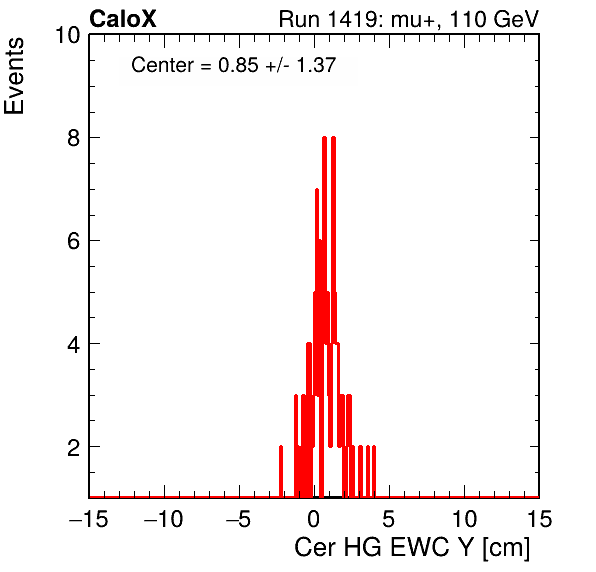 CaloX Run 1419: mu+, 110 GeV
Events
Center = 0.85 +/- 1.37
10
8
6
4
2
−15 −10 −5 0 5 10 15
Cer HG EWC Y [cm]